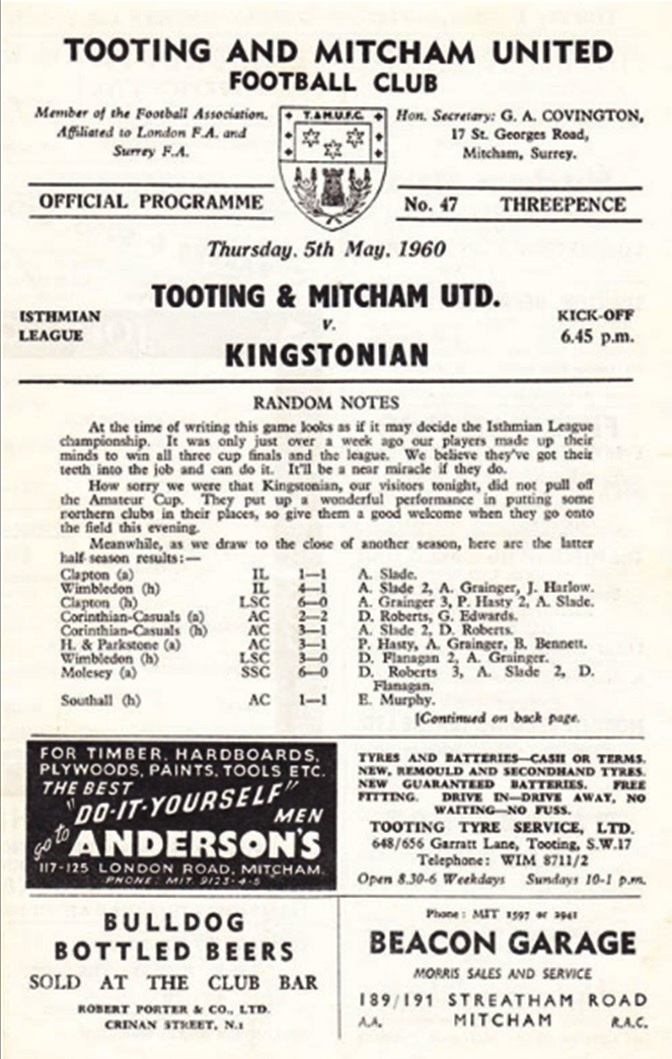 TOOTING AND MITCHAM UNITED
FOOTBALL CLUB
Member of the Football Association.
Affiliated to London F.A. and
Surrey F.A.
T.&M.U.F.C.
Hon. Secretary: G. A. COVINGTON,
17 St. Georges Road,
Mitcham, Surrey.
OFFICIAL PROGRAMME
No. 47 THREEPENCE
Thursday, 5th May, 1960
ISTHMIAN
LEAGUE
TOOTING & MITCHAM UTD.
v.
KINGSTONIAN
KICK-OFF
6.45 p.m.
RANDOM NOTES
At the time of writing this game looks as if it may decide the Isthmian League
championship. It was only just over a week ago our players made up their
minds to win all three cup finals and the league. We believe they've got their
teeth into the job and can do it. It'll be a near miracle if they do.
How sorry we were that Kingstonian, our visitors tonight, did not pull off
the Amateur Cup. They put up a wonderful performance in putting some
northern clubs in their places, so give them a good welcome when they go onto
the field this evening.
Meanwhile, as we draw to the close of another season, here are the latter
half season results:—
Clapton (a) IL 1—1 A. Slade.
Wimbledon (h) IL 4—1 A. Slade 2, A. Grainger, J. Harlow.
Clapton (h) LSC 6—0 A. Grainger 3, P. Hasty 2, A. Slade.
Corinthian-Casuals (a) AC 2—2 D. Roberts, G. Edwards.
Corinthian-Casuals (h) AC 3—1 A. Slade 2, D. Roberts.
H. & Parkstone (a) AC 3—1 P. Hasty, A. Grainger, B. Bennett.
Wimbledon (h) LSC 3—0 D. Flanagan 2, A. Grainger.
Molesey (a) SSC 6—0 D. Roberts 3, A. Slade 2, D.
Flanagan.
Southall (h) AC 1—1 E. Murphy.
[Continued on back page.
FOR TIMBER, HARDBOARDS,
PLYWOODS, PAINTS, TOOLS ETC.
THE BEST
"DO-IT-YOURSELF"
MEN
go to ANDERSON'S
117-125 LONDON ROAD, MITCHAM.
PHONE: MIT. 9123-4-5
TYRES AND BATTERIES—CASH OR TERMS.
NEW, REMOULD AND SECONDHAND TYRES.
NEW GUARANTEED BATTERIES. FREE
FITTING. DRIVE IN—DRIVE AWAY, NO
WAITING—NO FUSS.
TOOTING TYRE SERVICE, LTD.
648/656 Garratt Lane, Tooting, S.W.17
Telephone: WIM 8711/2
Open 8.30-6 Weekdays Sundays 10-1 p.m.
BULLDOG
BOTTLED BEERS
SOLD AT THE CLUB BAR
ROBERT PORTER & CO., LTD.
CRINAN STREET, N.1
Phone: MIT 1597 or 2941
BEACON GARAGE
MORRIS SALES AND SERVICE
189/191 STREATHAM ROAD
A.A. MITCHAM R.A.C.